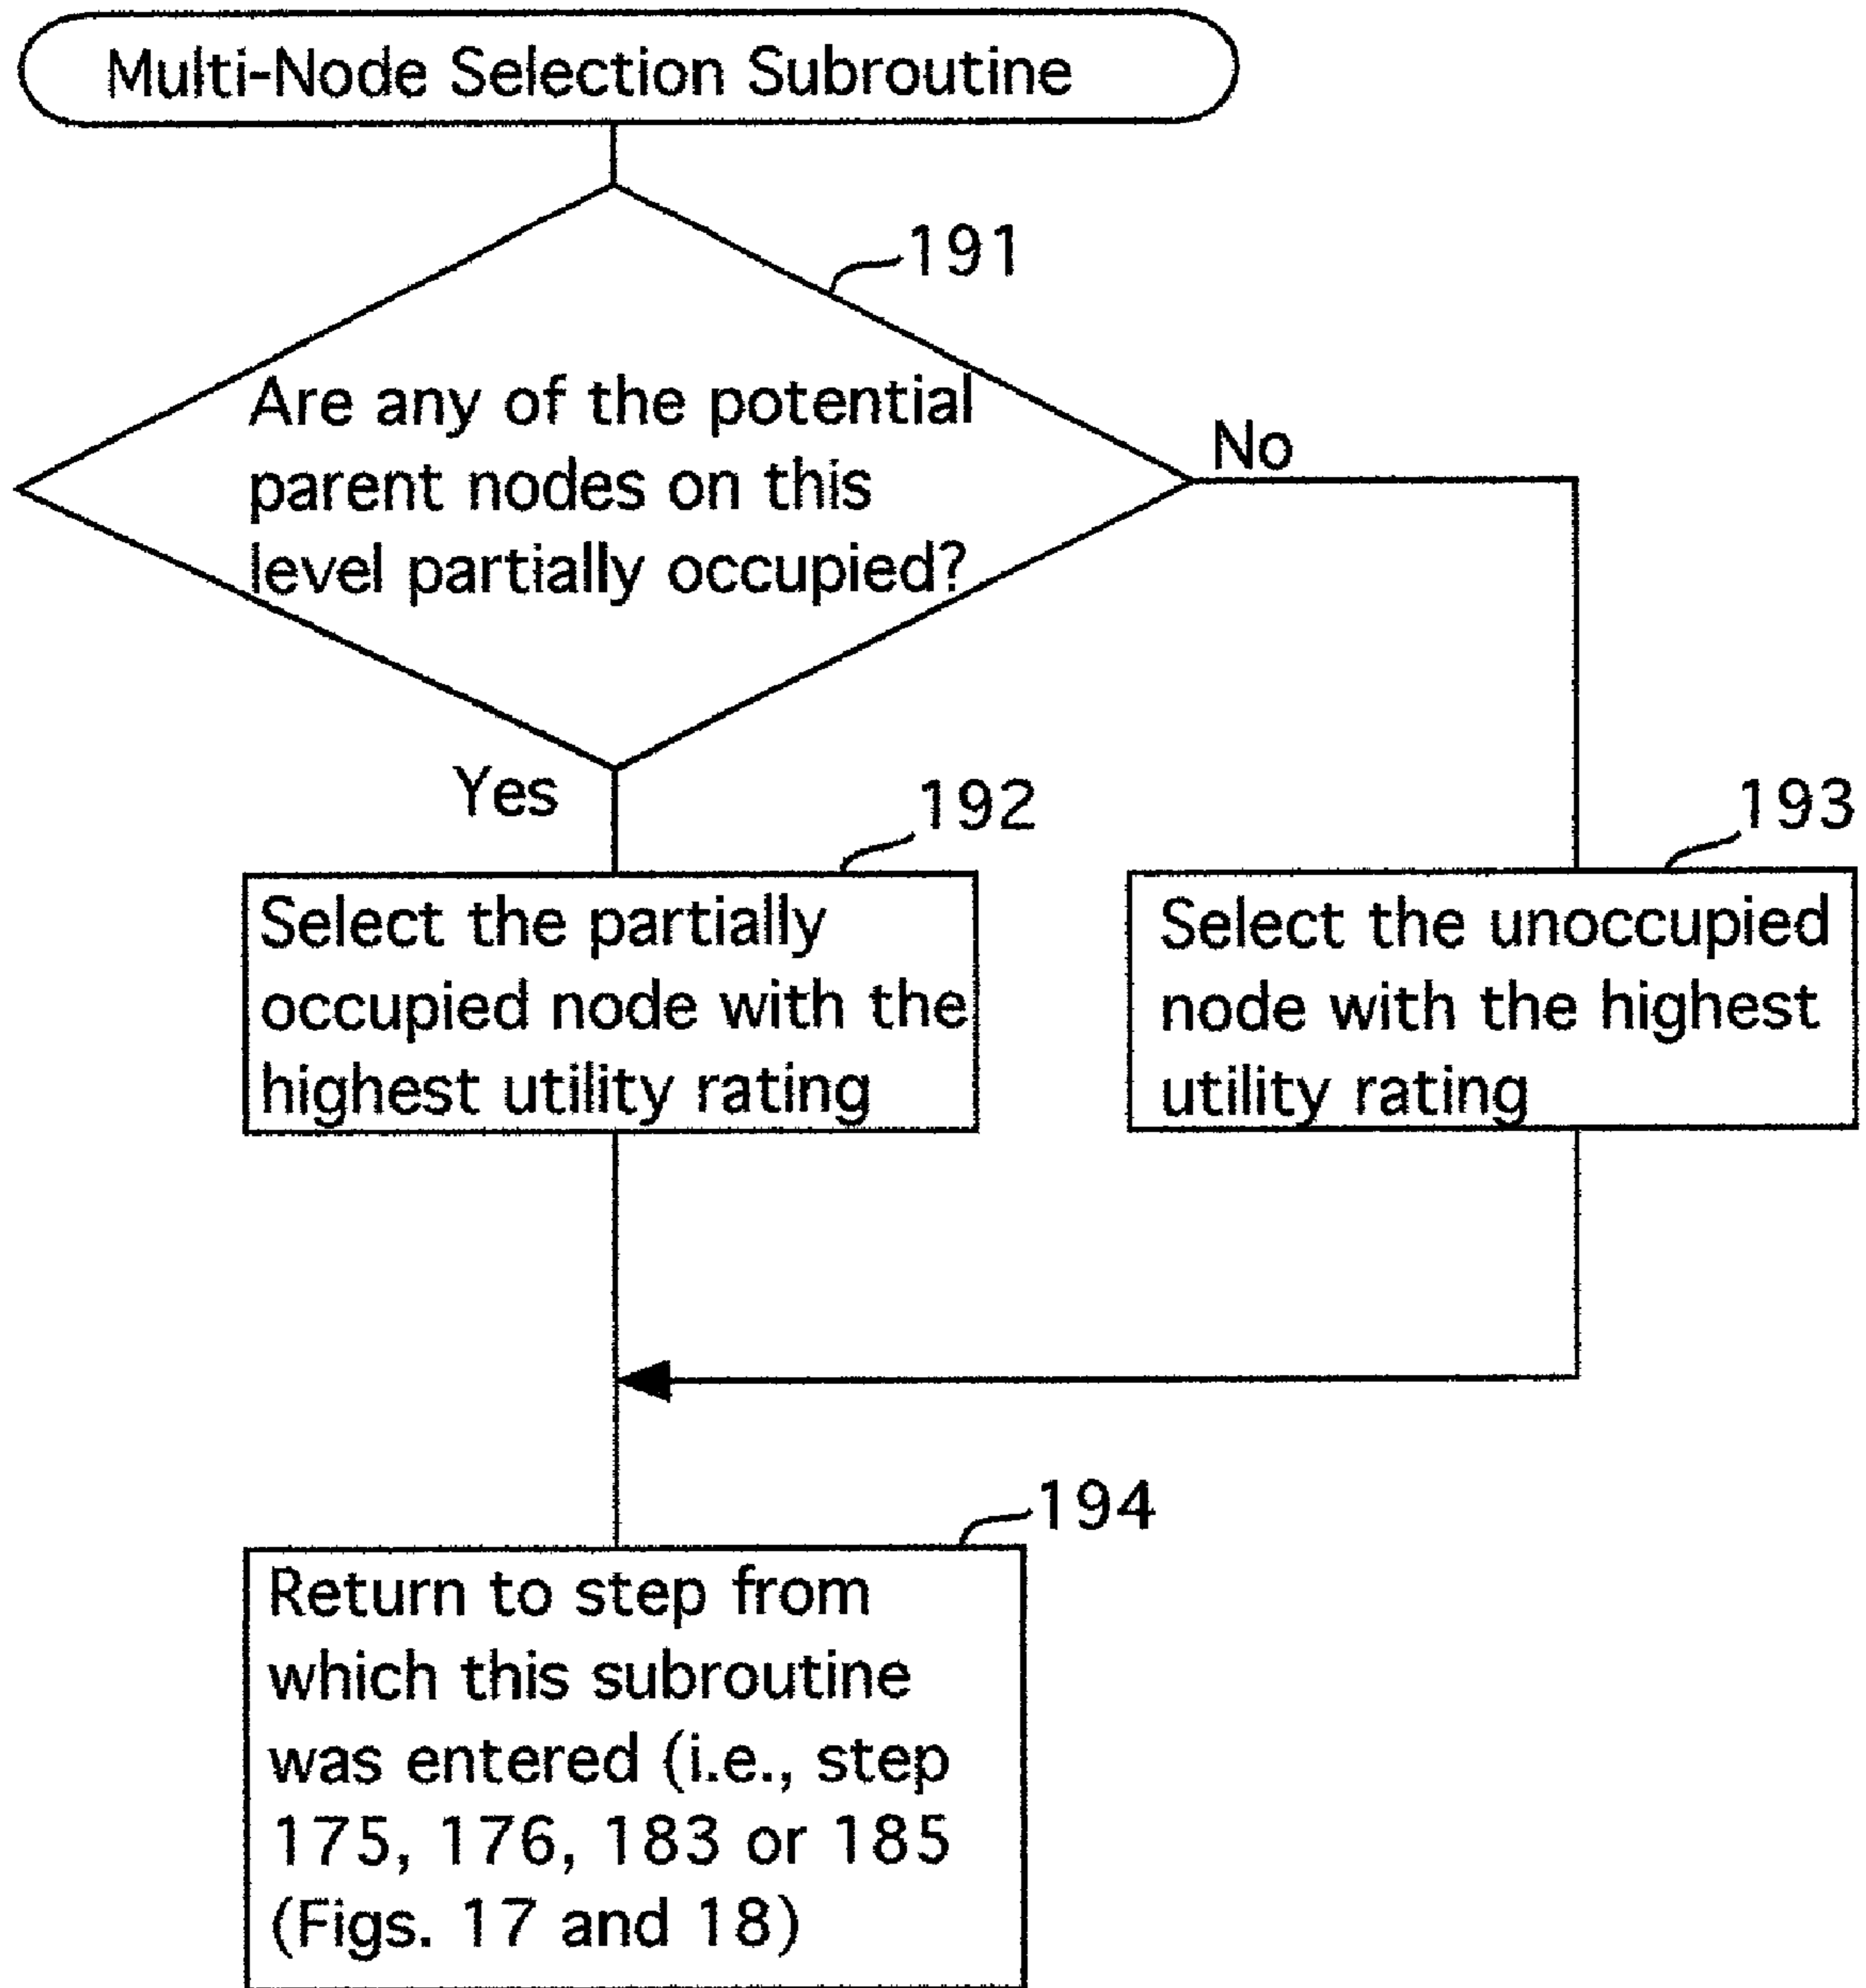 Multi-Node Selection Subroutine
191
Are any of the potential
parent nodes on this
level partially occupied?
No
Yes
192
193
Select the partially
occupied node with the
highest utility rating
Select the unoccupied
node with the highest
utility rating
194
Return to step from
which this subroutine
was entered (i.e., step
175, 176, 183 or 185
(Figs. 17 and 18)